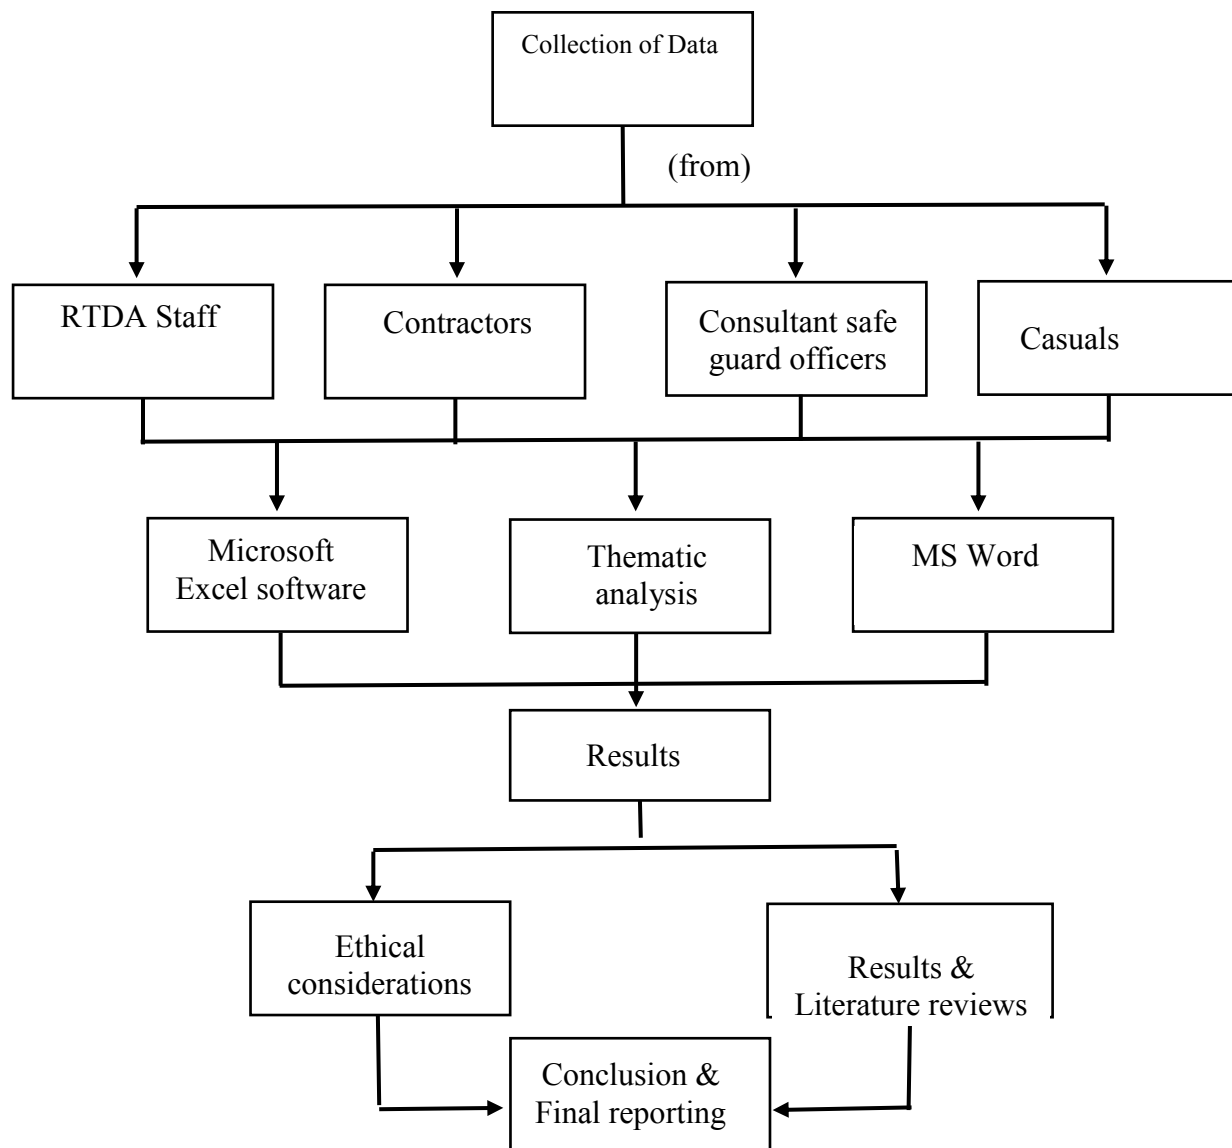 Collection of Data
(from)
RTDA Staff
Contractors
Consultant safe
guard officers
Casuals
Microsoft
Excel software
Thematic
analysis
MS Word
Results
Ethical
considerations
Results &
Literature reviews
Conclusion &
Final reporting